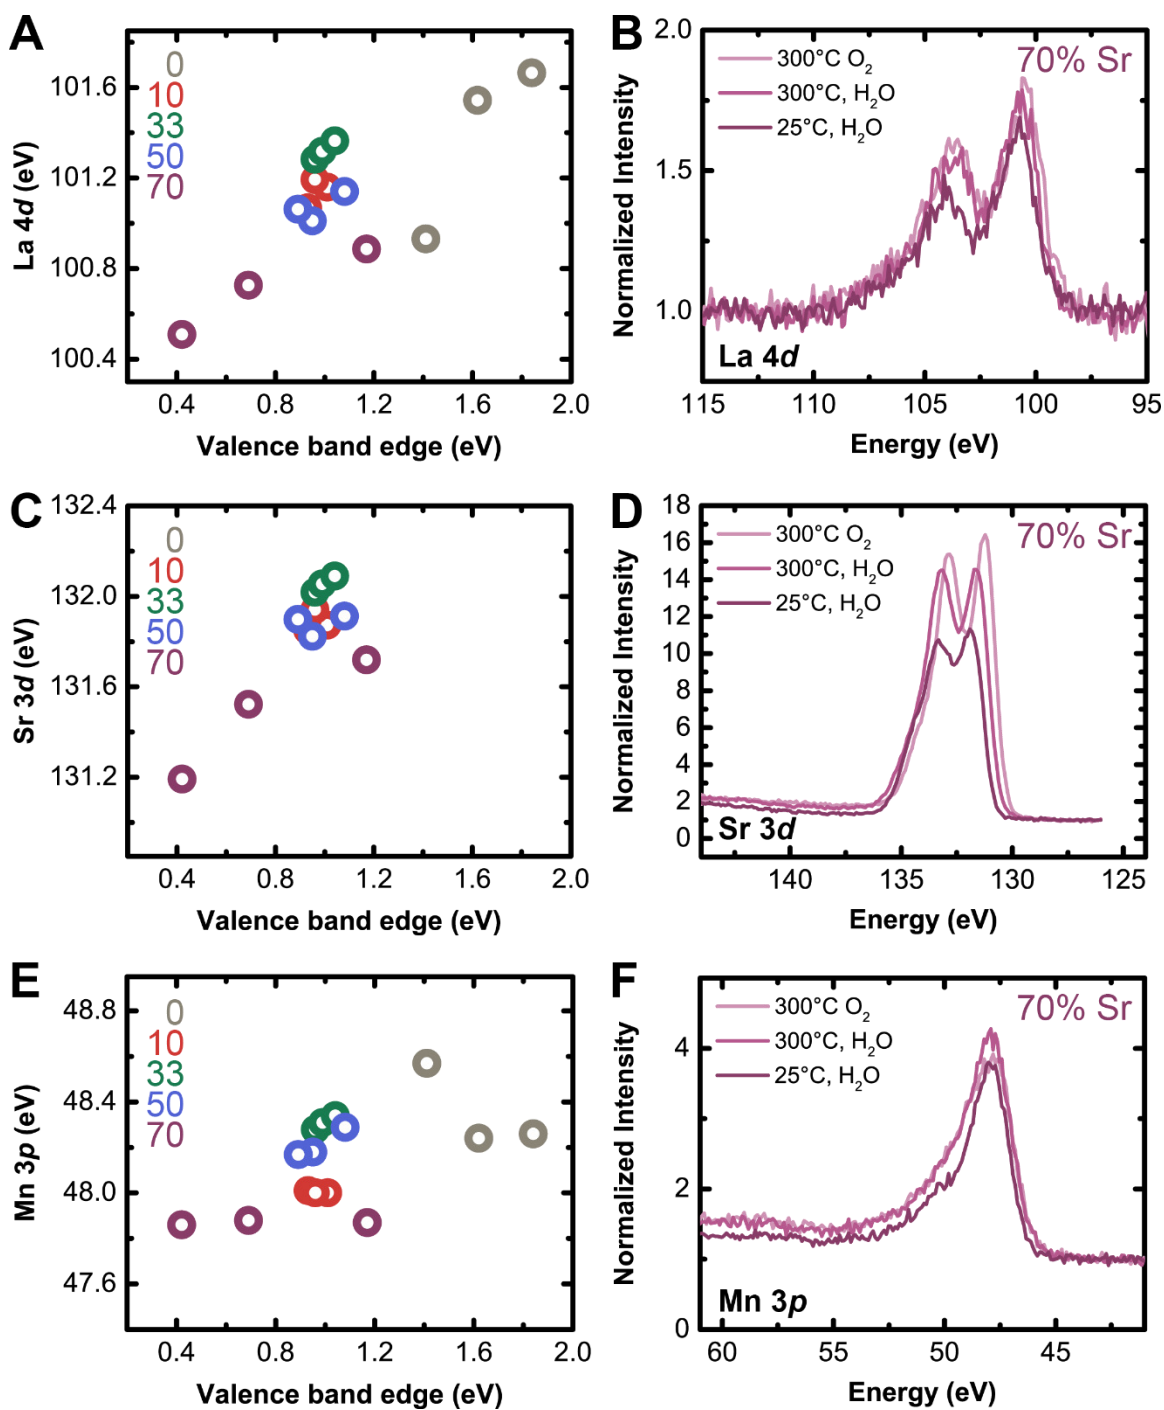 A
0
10
33
50
70
101.6
101.2
100.8
100.4
La 4d (eV)
0.4 0.8 1.2 1.6 2.0
Valence band edge (eV)
B
300°C O₂
300°C, H₂O
25°C, H₂O
70% Sr
2.0
1.5
1.0
Normalized Intensity
La 4d
115 110 105 100 95
Energy (eV)
C
0
10
33
50
70
132.4
132.0
131.6
131.2
Sr 3d (eV)
0.4 0.8 1.2 1.6 2.0
Valence band edge (eV)
D
300°C O₂
300°C, H₂O
25°C, H₂O
70% Sr
18
16
14
12
10
8
6
4
2
0
Normalized Intensity
Sr 3d
140 135 130 125
Energy (eV)
E
0
10
33
50
70
48.8
48.4
48.0
47.6
Mn 3p (eV)
0.4 0.8 1.2 1.6 2.0
Valence band edge (eV)
F
300°C O₂
300°C, H₂O
25°C, H₂O
70% Sr
4
2
0
Normalized Intensity
Mn 3p
60 55 50 45
Energy (eV)